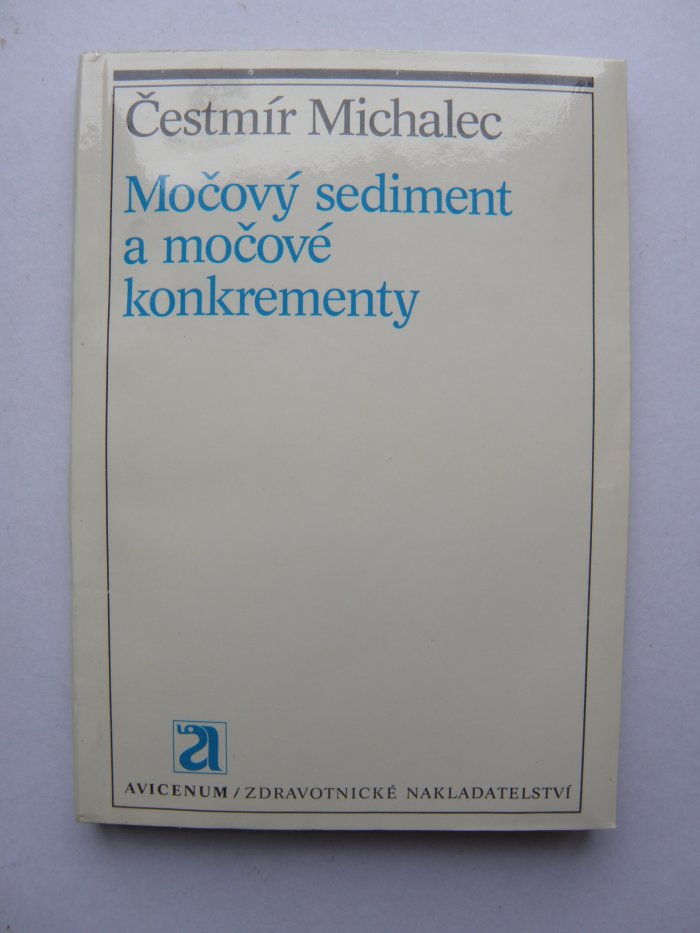 Čestmír Michalec
Močový sediment
a močové
konkrementy
AVICENUM / ZDRAVOTNICKÉ NAKLADATELSTVÍ